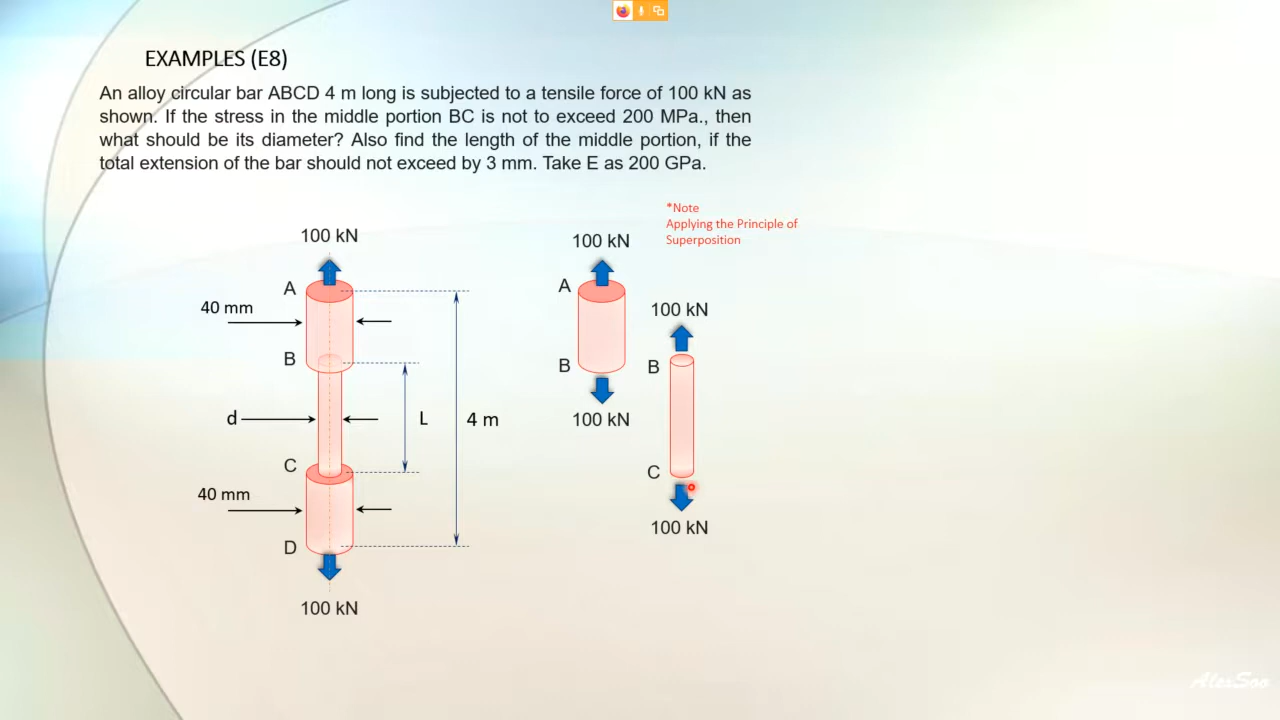 EXAMPLES (E8)
An alloy circular bar ABCD 4 m long is subjected to a tensile force of 100 kN as
shown. If the stress in the middle portion BC is not to exceed 200 MPa., then
what should be its diameter? Also find the length of the middle portion, if the
total extension of the bar should not exceed by 3 mm. Take E as 200 GPa.
*Note
Applying the Principle of
Superposition
100 kN
A
40 mm
B
d
L
4 m
C
40 mm
D
100 kN
100 kN
A
B
100 kN
100 kN
B
C
100 kN
AlexSoo